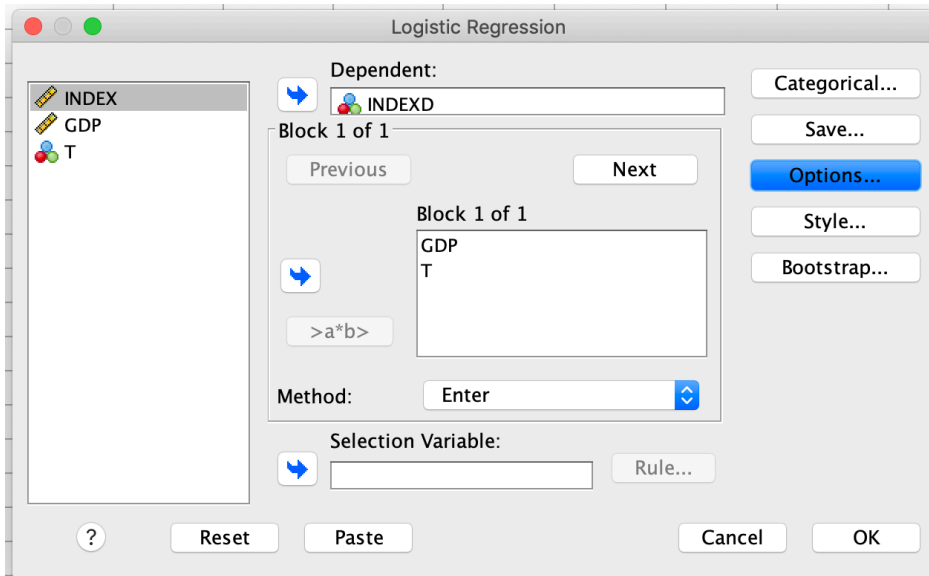 Logistic Regression
INDEX
GDP
T
Dependent:
INDEXD
Block 1 of 1
Previous
Next
Block 1 of 1
GDP
T
>a*b>
Method:
Enter
Selection Variable:
Rule...
Categorical...
Save...
Options...
Style...
Bootstrap...
?
Reset
Paste
Cancel
OK